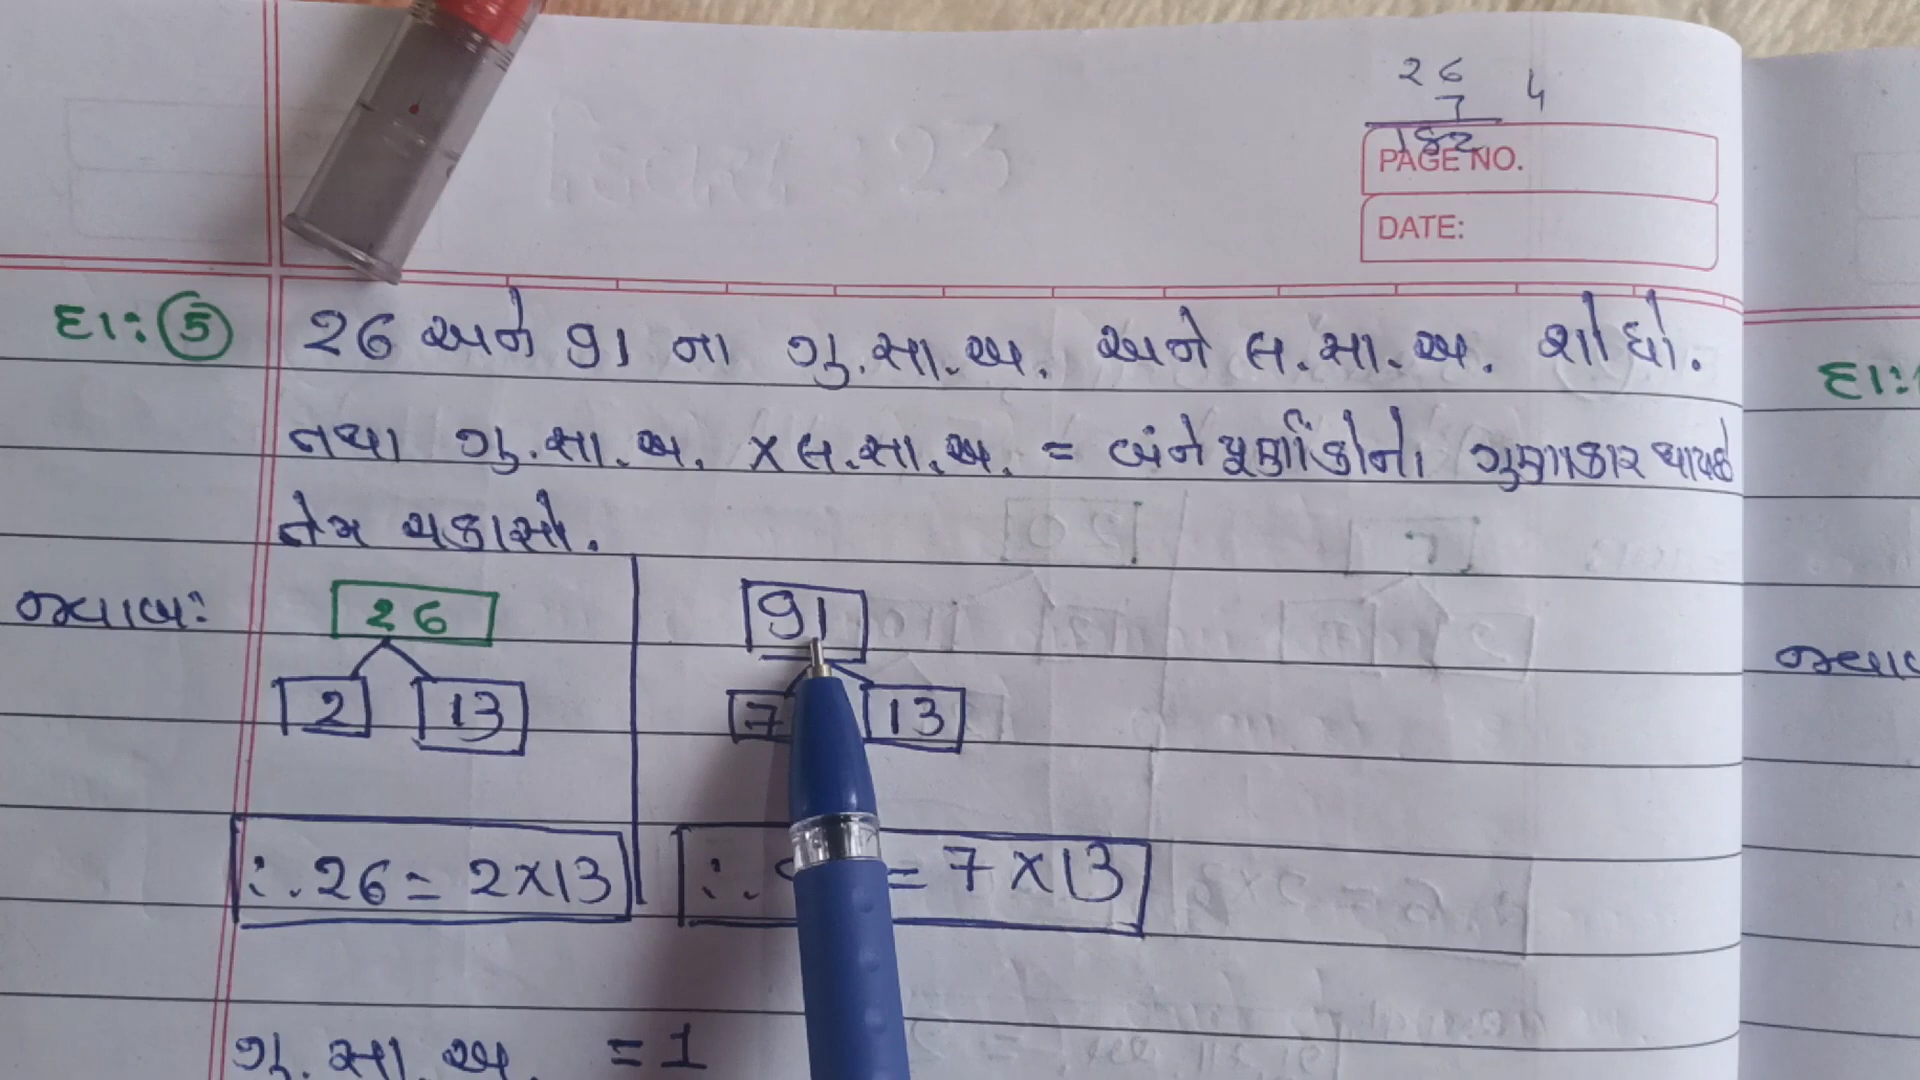 26
7 4
182
PAGE NO.
DATE:
દા: 5 26 અને 91 ના ગુ.સા.અ. અને લ.સા.અ. શોધો.
તથા ગુ.સા.અ. × લ.સા.અ. = બંને પૂર્ણાંકોનો ગુણાકાર થાય છે
તેમ ચકાસો.
જવાબ: 26 91
2 13 7 13
∴ 26 = 2×13 ∴ 9 = 7×13
ગુ.સા.અ. = 1
દા: